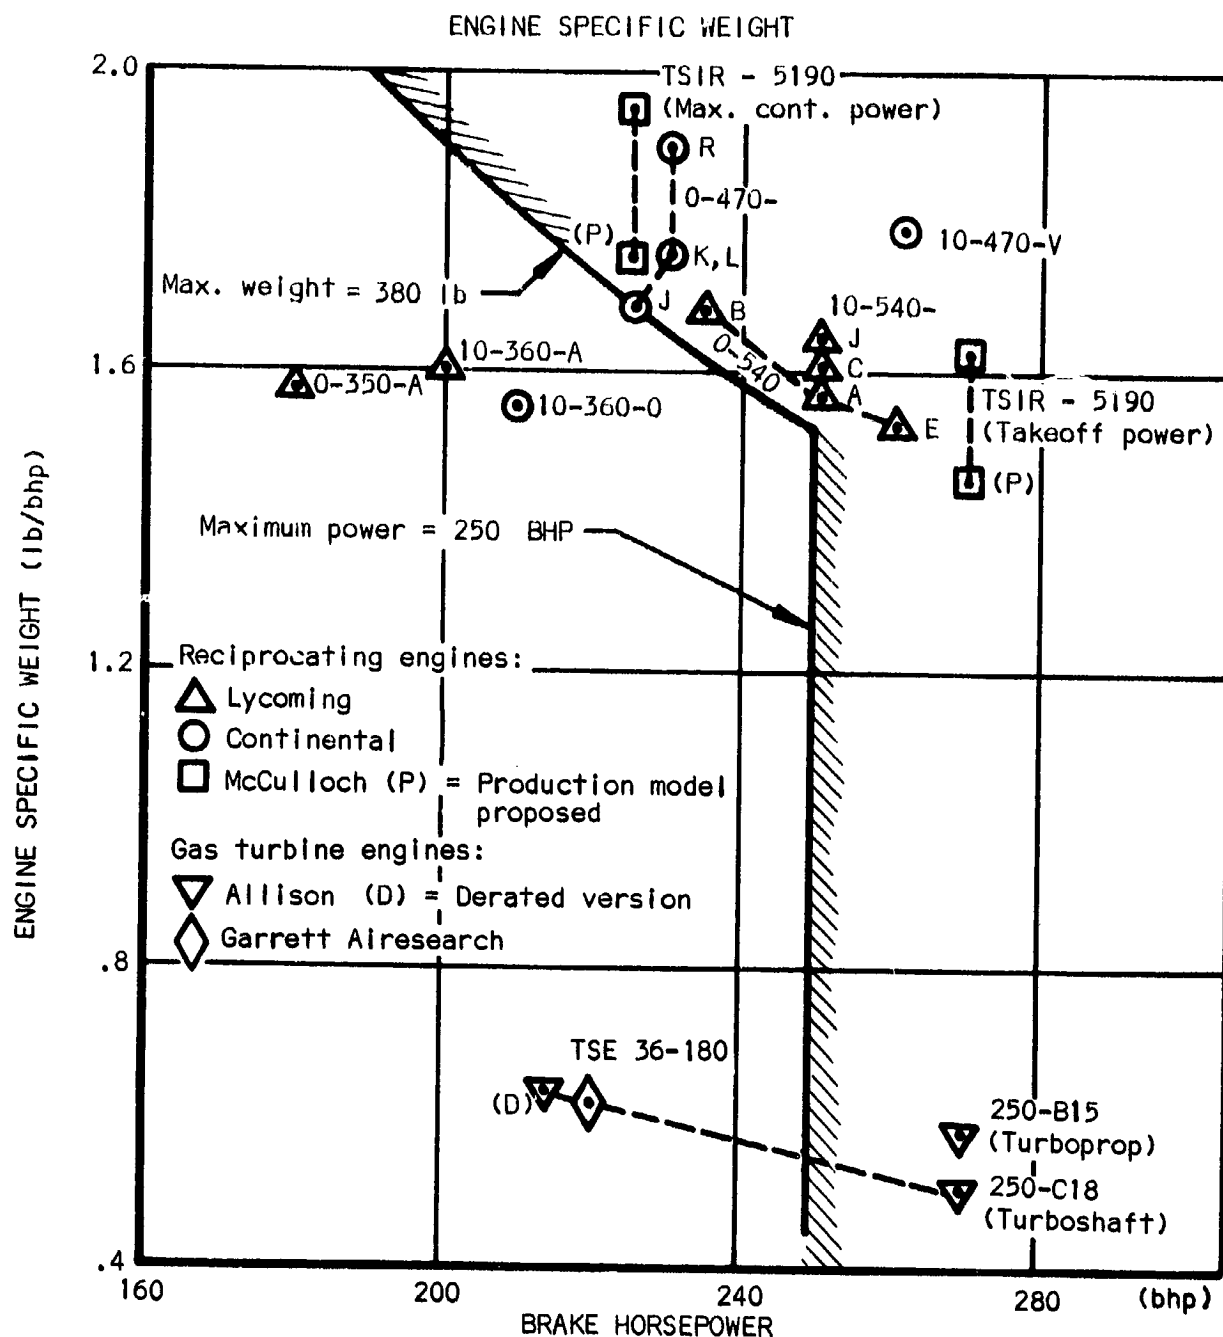 ENGINE SPECIFIC WEIGHT
2.0
TSIR - 5190
(Max. cont. power)
R
0-470-
(P)
K,L
10-470-V
Max. weight = 380 lb
J
B
10-540-
J
0-540
10-360-A
1.6
C
0-350-A
A
10-360-0
TSIR - 5190
(Takeoff power)
E
(P)
Maximum power = 250 BHP
ENGINE SPECIFIC WEIGHT (lb/bhp)
1.2
Reciprocating engines:
Lycoming
Continental
McCulloch (P) = Production model
proposed
Gas turbine engines:
Allison (D) = Derated version
Garrett Airesearch
.8
TSE 36-180
(D)
250-B15
(Turboprop)
250-C18
(Turboshaft)
.4
160
200
240
280
(bhp)
BRAKE HORSEPOWER